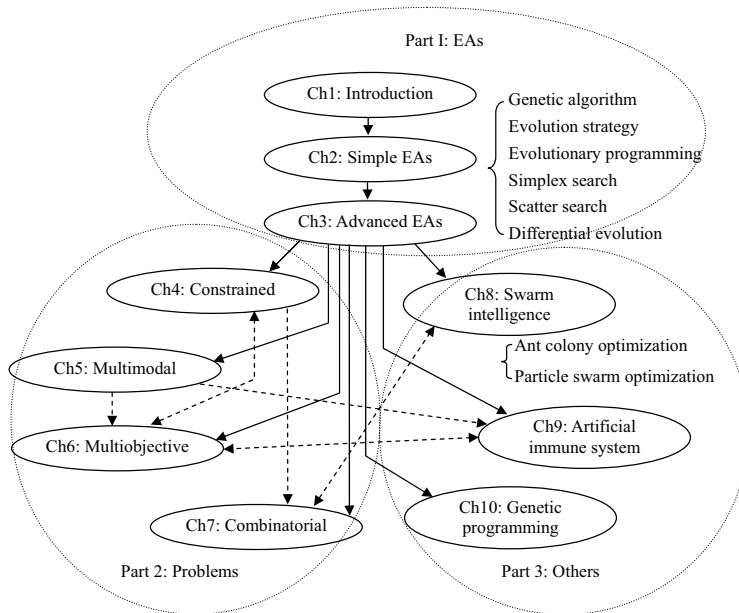 Part I: EAs
Ch1: Introduction
Ch2: Simple EAs
Ch3: Advanced EAs
Genetic algorithm
Evolution strategy
Evolutionary programming
Simplex search
Scatter search
Differential evolution
Ch4: Constrained
Ch5: Multimodal
Ch6: Multiobjective
Ch7: Combinatorial
Part 2: Problems
Ch8: Swarm
intelligence
Ant colony optimization
Particle swarm optimization
Ch9: Artificial
immune system
Ch10: Genetic
programming
Part 3: Others